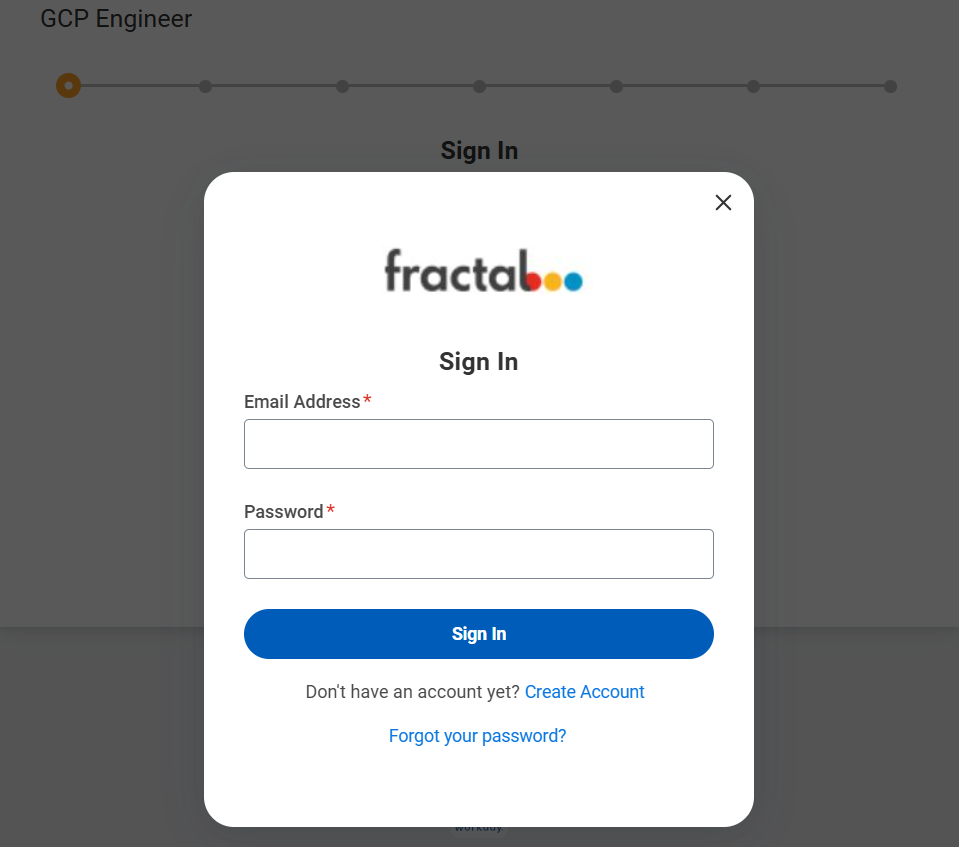 GCP Engineer
Sign In
fractal
Sign In
Email Address*
Password*
Sign In
Don't have an account yet? Create Account
Forgot your password?
workday